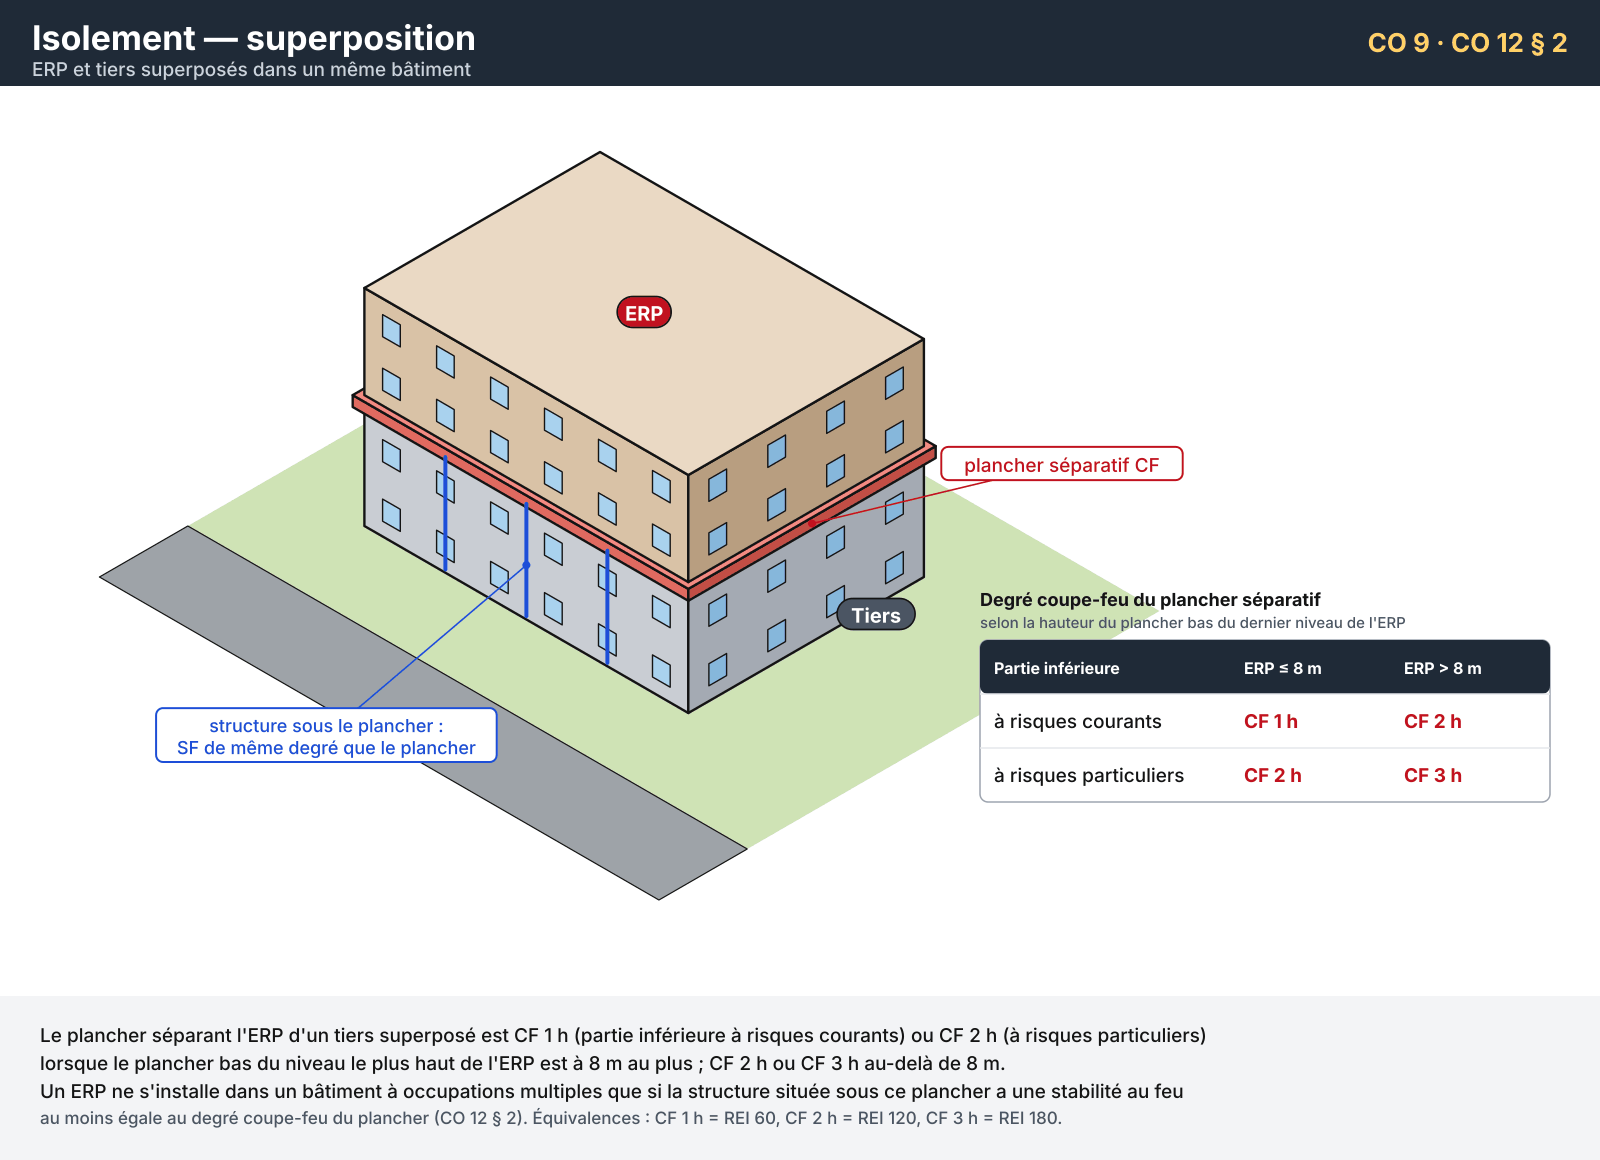 Isolement — superposition
ERP et tiers superposés dans un même bâtiment
CO 9 · CO 12 § 2
ERP
plancher séparatif CF
Tiers
structure sous le plancher :
SF de même degré que le plancher
Degré coupe-feu du plancher séparatif
selon la hauteur du plancher bas du dernier niveau de l'ERP
Partie inférieure ERP ≤ 8 m ERP > 8 m
à risques courants CF 1 h CF 2 h
à risques particuliers CF 2 h CF 3 h
Le plancher séparant l'ERP d'un tiers superposé est CF 1 h (partie inférieure à risques courants) ou CF 2 h (à risques particuliers)
lorsque le plancher bas du niveau le plus haut de l'ERP est à 8 m au plus ; CF 2 h ou CF 3 h au-delà de 8 m.
Un ERP ne s'installe dans un bâtiment à occupations multiples que si la structure située sous ce plancher a une stabilité au feu
au moins égale au degré coupe-feu du plancher (CO 12 § 2). Équivalences : CF 1 h = REI 60, CF 2 h = REI 120, CF 3 h = REI 180.